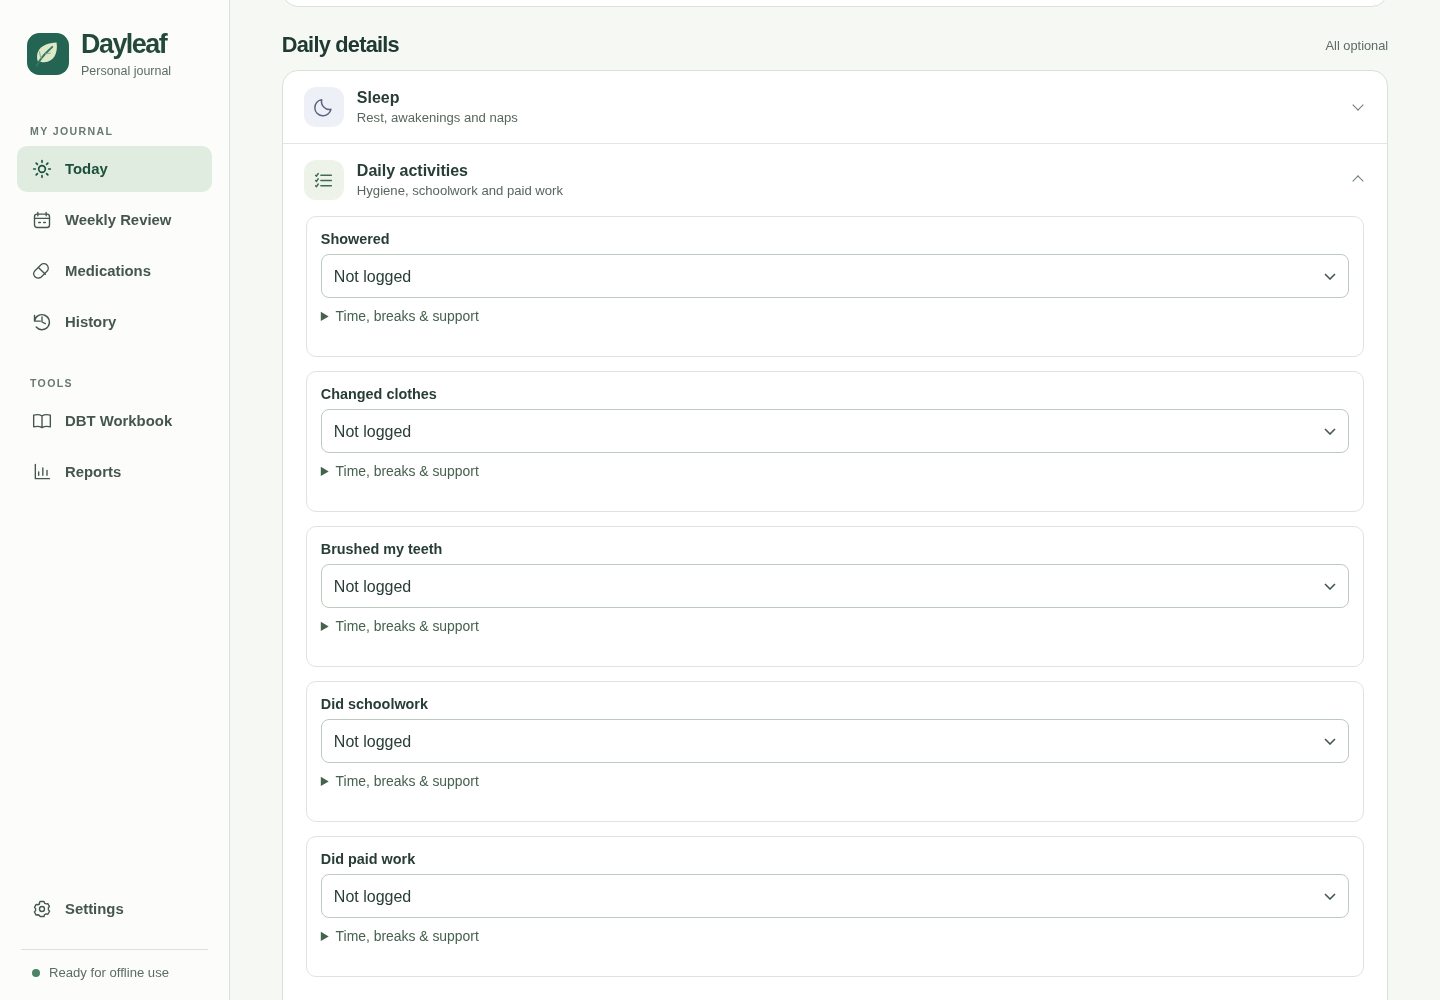 Dayleaf
Personal journal
MY JOURNAL
Today
Weekly Review
Medications
History
TOOLS
DBT Workbook
Reports
Settings
Ready for offline use
Daily details
All optional
Sleep
Rest, awakenings and naps
Daily activities
Hygiene, schoolwork and paid work
Showered
Not logged
Time, breaks & support
Changed clothes
Not logged
Time, breaks & support
Brushed my teeth
Not logged
Time, breaks & support
Did schoolwork
Not logged
Time, breaks & support
Did paid work
Not logged
Time, breaks & support